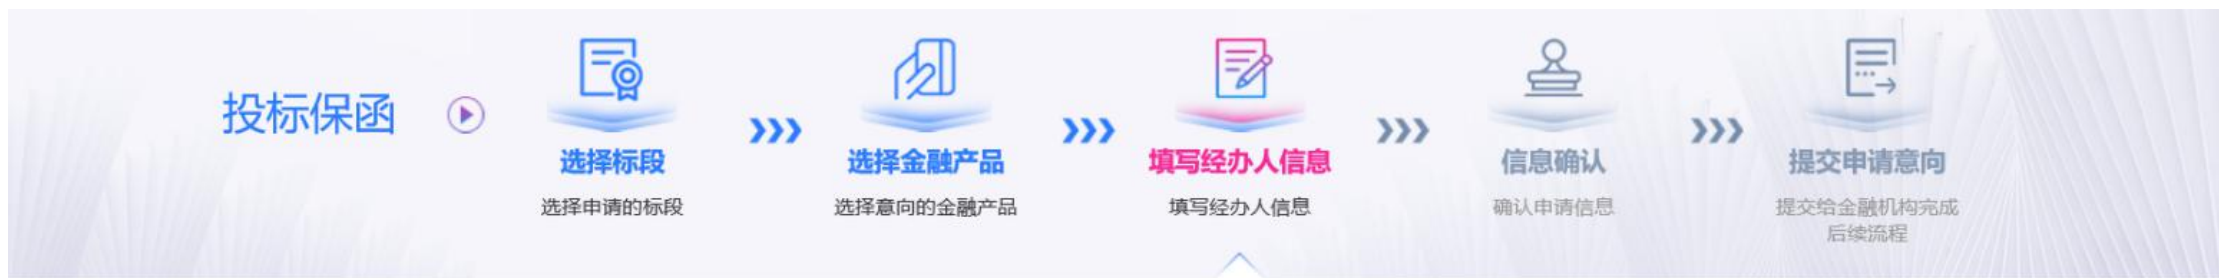 投标保函
选择标段
选择申请的标段
选择金融产品
选择意向的金融产品
填写经办人信息
填写经办人信息
信息确认
确认申请信息
提交申请意向
提交给金融机构完成
后续流程